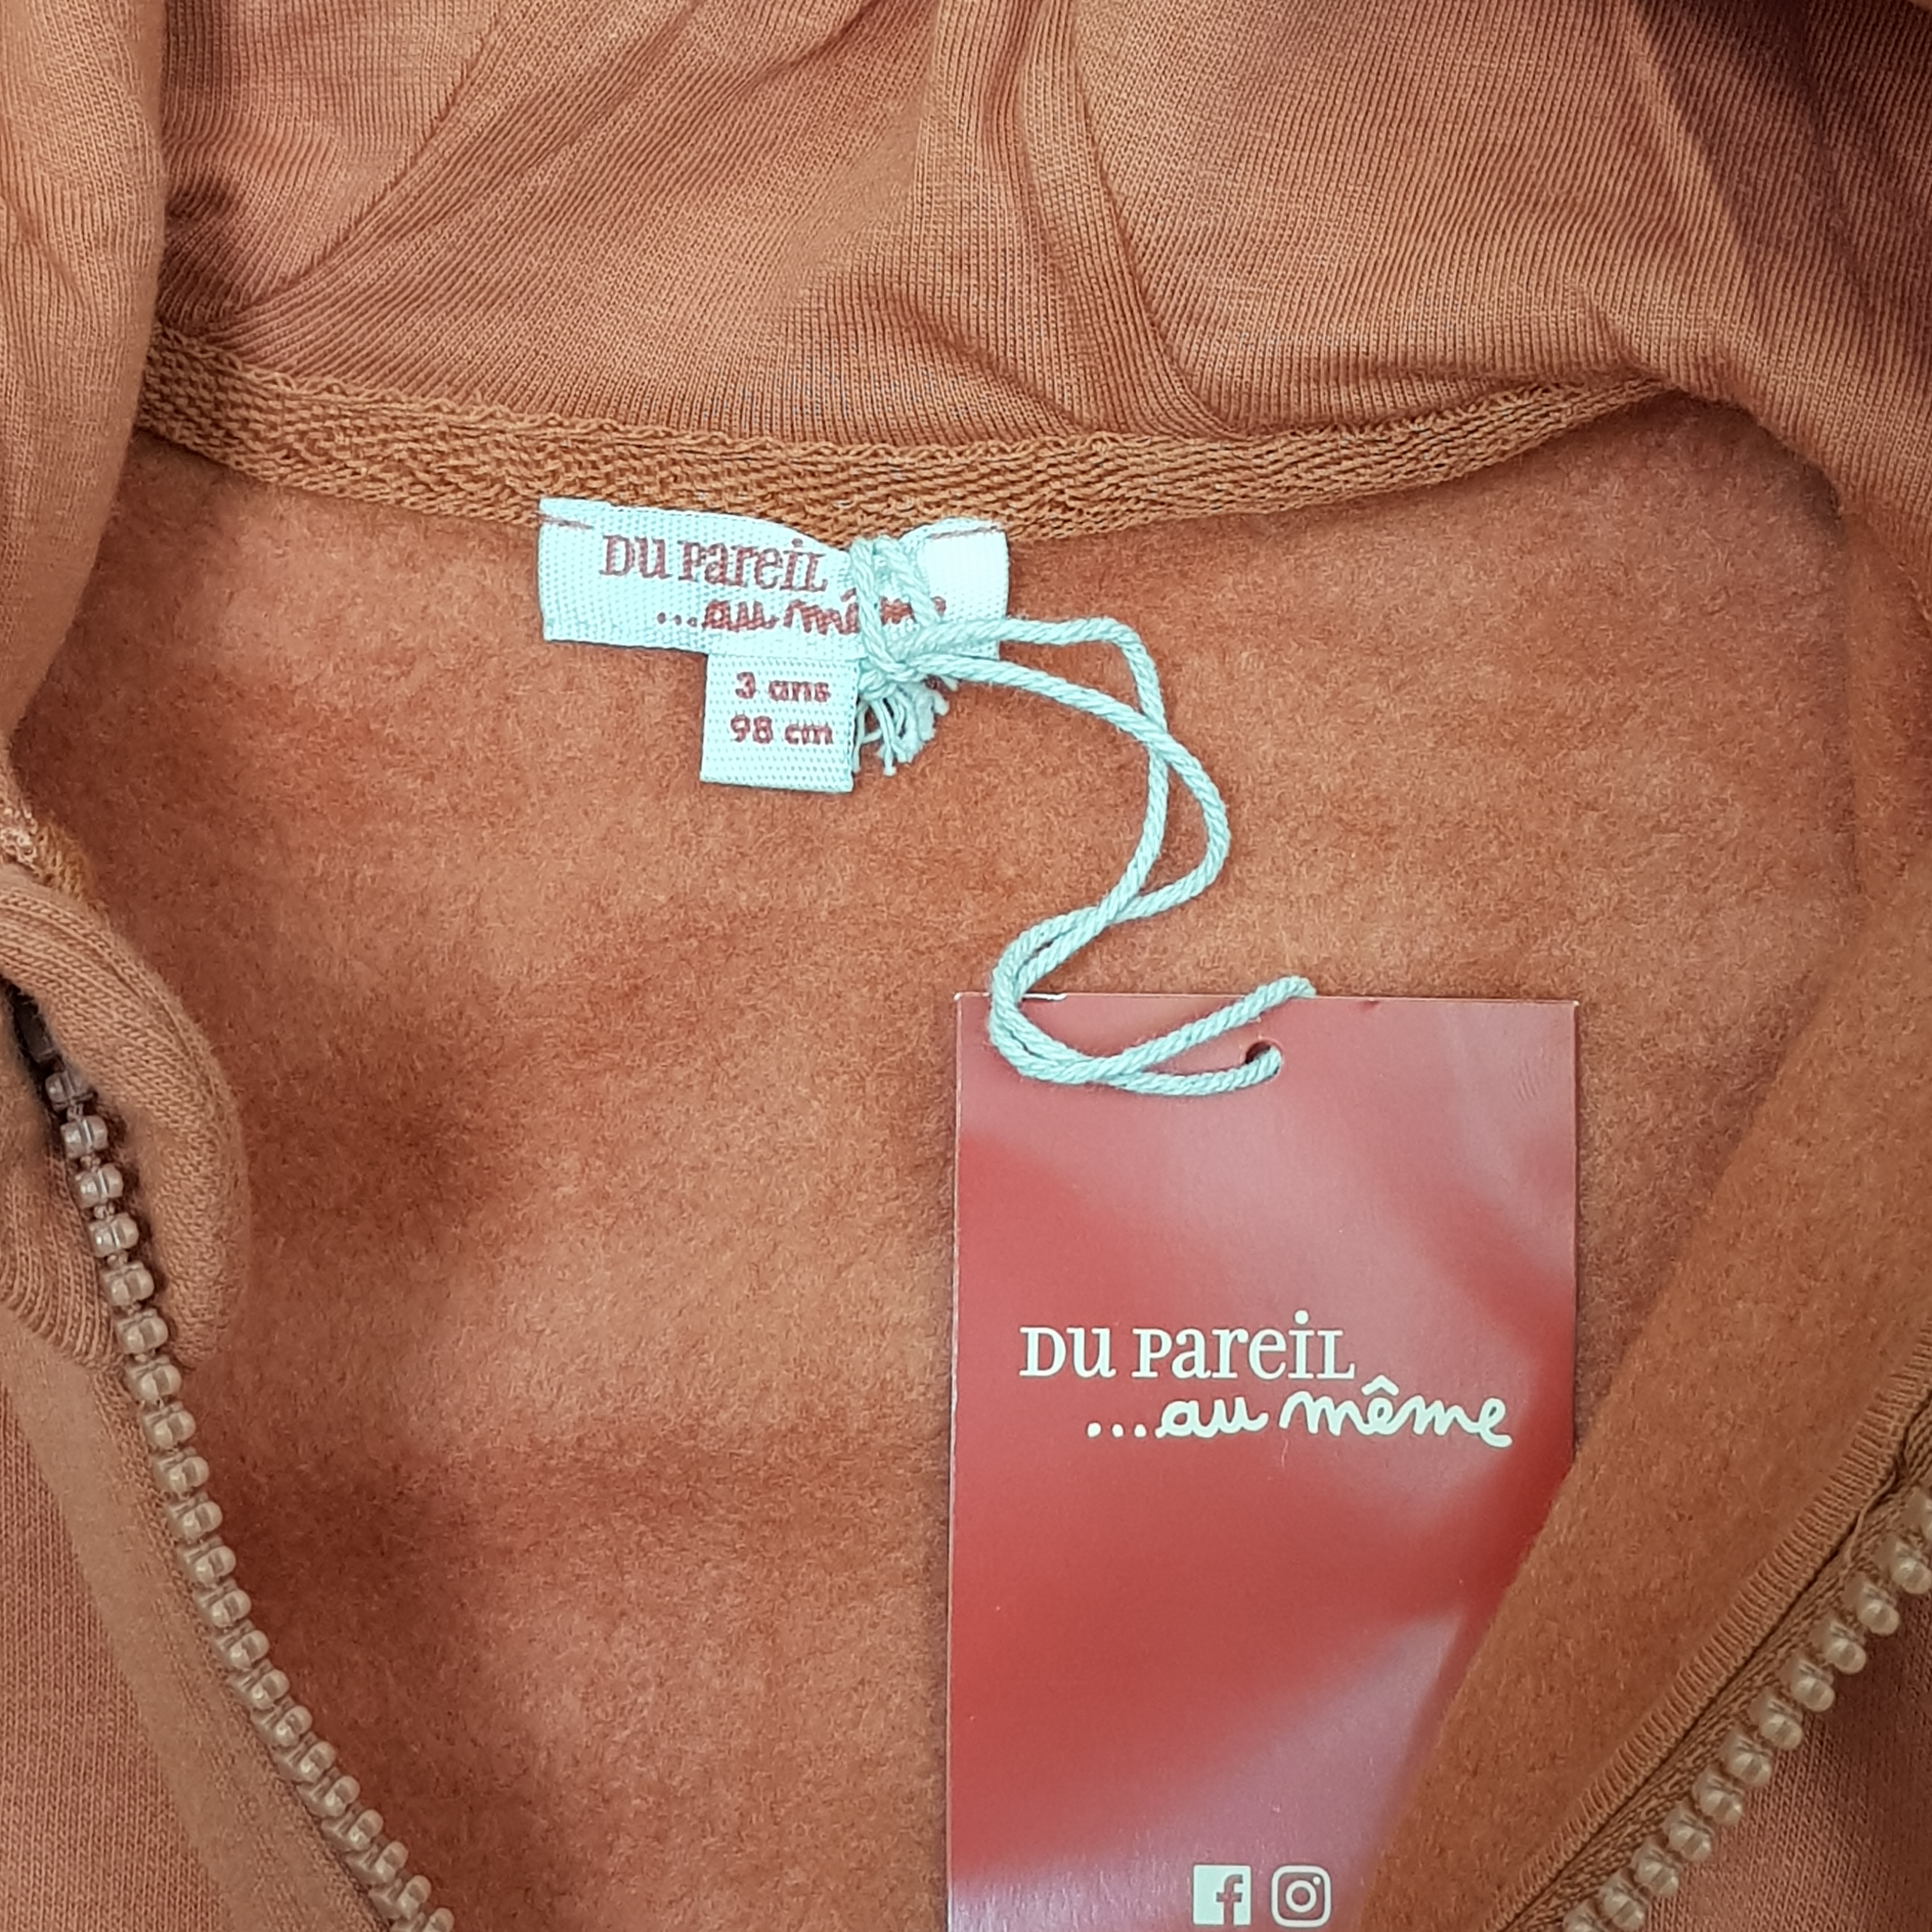 Du Pareil
...au même
3 ans
98 cm
Du Pareil
...au même